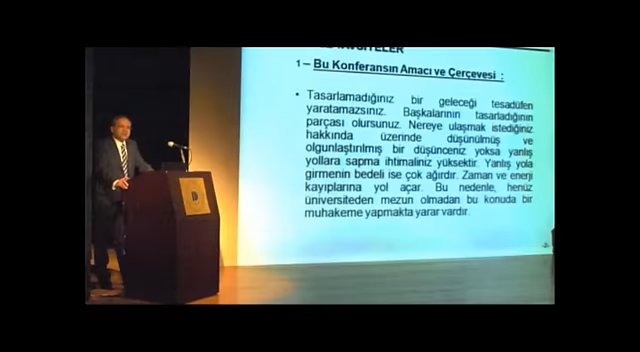 1 – Bu Konferansın Amacı ve Çerçevesi :
• Tasarlamadığınız bir geleceği tesadüfen
yaratamazsınız. Başkalarının tasarladığının
parçası olursunuz. Nereye ulaşmak istediğiniz
hakkında üzerinde düşünülmüş ve
olgunlaştırılmış bir düşünceniz yoksa yanlış
yollara sapma ihtimaliniz yüksektir. Yanlış yola
girmenin bedeli ise çok ağırdır. Zaman ve enerji
kayıplarına yol açar. Bu nedenle, henüz
üniversiteden mezun olmadan bu konuda bir
muhakeme yapmakta yarar vardır.